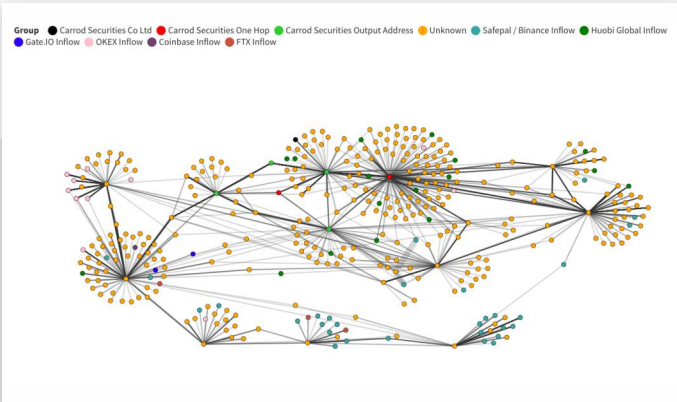 Group Carrod Securities Co Ltd Carrod Securities One Hop Carrod Securities Output Address Unknown Safepal / Binance Inflow Huobi Global Inflow
Gate.IO Inflow OKEX Inflow Coinbase Inflow FTX Inflow